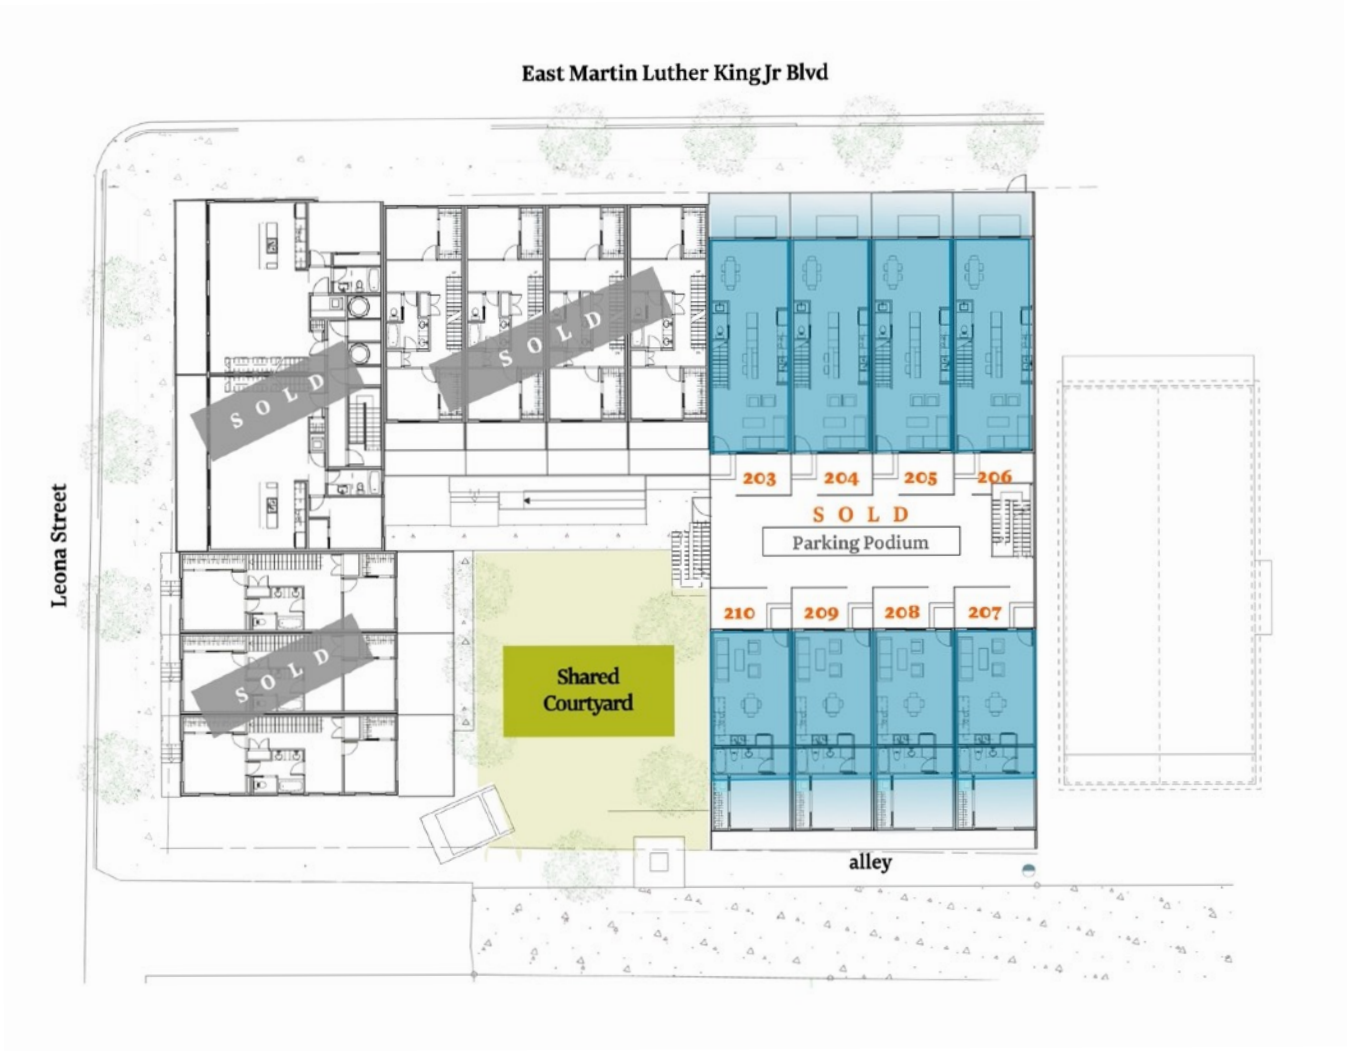 East Martin Luther King Jr Blvd
SOLD
SOLD
Leona Street
203 204 205 206
SOLD
Parking Podium
210 209 208 207
SOLD
Shared
Courtyard
alley